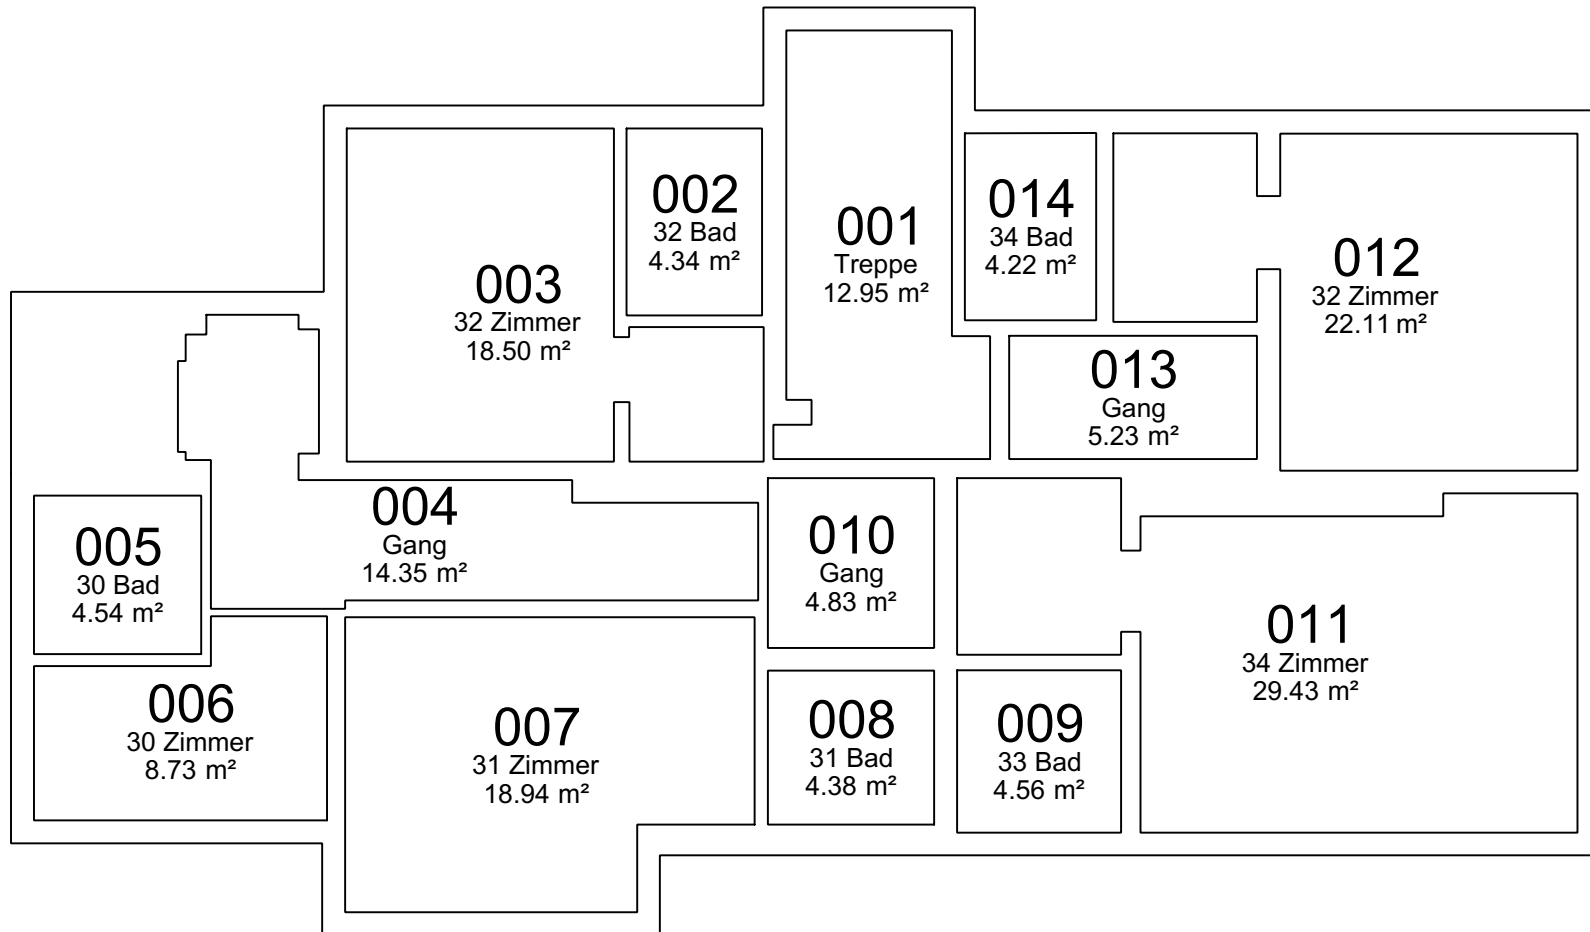 001
Treppe
12.95 m²
002
32 Bad
4.34 m²
003
32 Zimmer
18.50 m²
014
34 Bad
4.22 m²
012
32 Zimmer
22.11 m²
013
Gang
5.23 m²
004
Gang
14.35 m²
005
30 Bad
4.54 m²
010
Gang
4.83 m²
011
34 Zimmer
29.43 m²
006
30 Zimmer
8.73 m²
007
31 Zimmer
18.94 m²
008
31 Bad
4.38 m²
009
33 Bad
4.56 m²